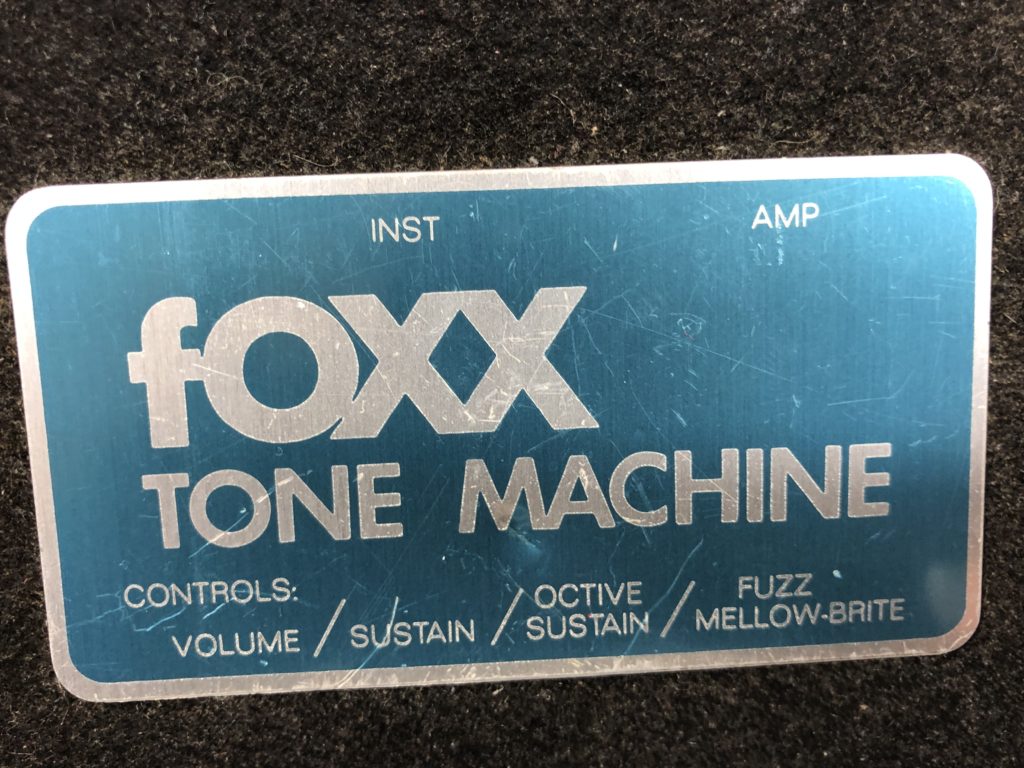 INST AMP
foxx
TONE MACHINE
CONTROLS:
VOLUME / SUSTAIN / OCTIVE SUSTAIN / FUZZ MELLOW-BRITE